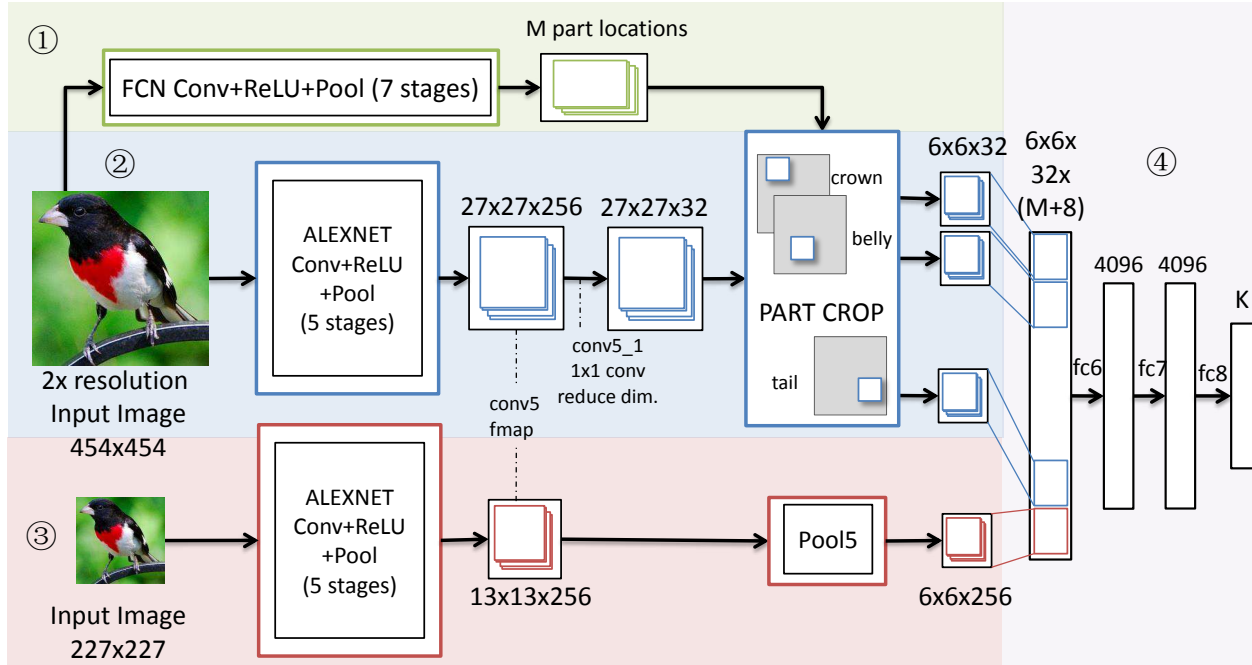 ①
M part locations
FCN Conv+ReLU+Pool (7 stages)
②
2x resolution
Input Image
454x454
ALEXNET
Conv+ReLU
+Pool
(5 stages)
27x27x256
27x27x32
conv5_1
1x1 conv
reduce dim.
conv5
fmap
crown
belly
PART CROP
tail
6x6x32
6x6x
32x
(M+8)
④
4096
4096
K
fc6
fc7
fc8
③
Input Image
227x227
ALEXNET
Conv+ReLU
+Pool
(5 stages)
13x13x256
Pool5
6x6x256